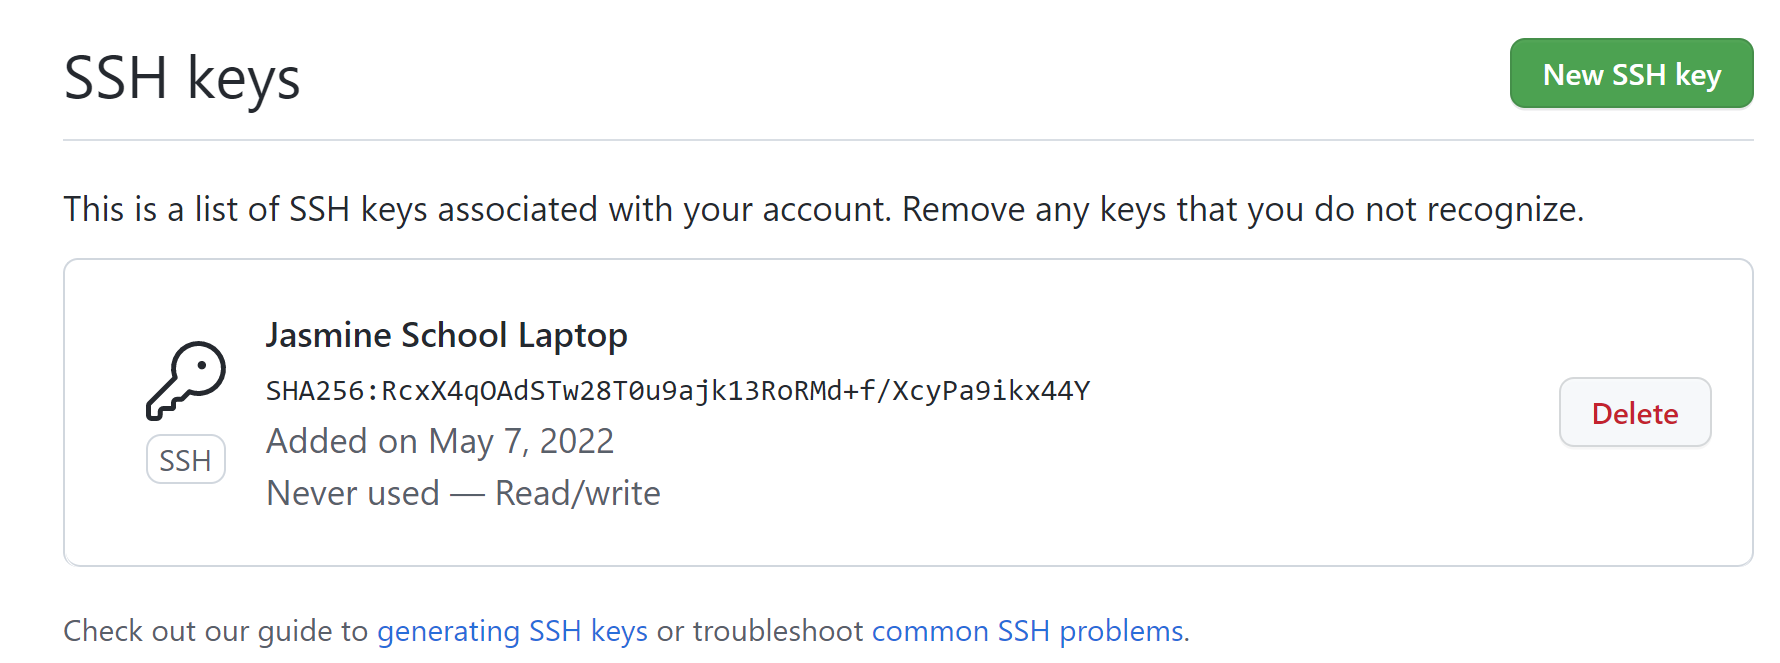 SSH keys
New SSH key
This is a list of SSH keys associated with your account. Remove any keys that you do not recognize.
Jasmine School Laptop
SHA256:RcxX4qOAdSTw28T0u9ajk13RoRMd+f/XcyPa9ikx44Y
Added on May 7, 2022
Never used — Read/write
SSH
Delete
Check out our guide to generating SSH keys or troubleshoot common SSH problems.